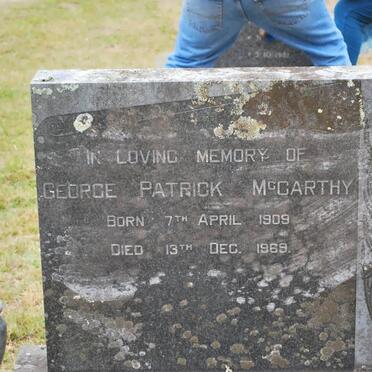 IN LOVING MEMORY OF
GEORGE PATRICK McCARTHY
BORN 7TH APRIL 1909
DIED 13TH DEC. 1969.